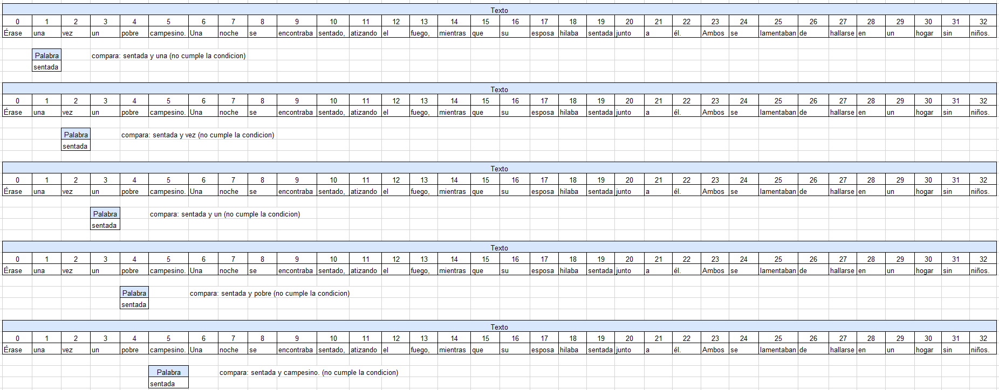 Texto
0 1 2 3 4 5 6 7 8 9 10 11 12 13 14 15 16 17 18 19 20 21 22 23 24 25 26 27 28 29 30 31 32
Érase una vez un pobre campesino. Una noche se encontraba sentado, atizando el fuego, mientras que su esposa hilaba sentada junto a él. Ambos se lamentaban de hallarse en un hogar sin niños.
Palabra compara: sentada y una (no cumple la condicion)
sentada
Texto
0 1 2 3 4 5 6 7 8 9 10 11 12 13 14 15 16 17 18 19 20 21 22 23 24 25 26 27 28 29 30 31 32
Érase una vez un pobre campesino. Una noche se encontraba sentado, atizando el fuego, mientras que su esposa hilaba sentada junto a él. Ambos se lamentaban de hallarse en un hogar sin niños.
Palabra compara: sentada y vez (no cumple la condicion)
sentada
Texto
0 1 2 3 4 5 6 7 8 9 10 11 12 13 14 15 16 17 18 19 20 21 22 23 24 25 26 27 28 29 30 31 32
Érase una vez un pobre campesino. Una noche se encontraba sentado, atizando el fuego, mientras que su esposa hilaba sentada junto a él. Ambos se lamentaban de hallarse en un hogar sin niños.
Palabra compara: sentada y un (no cumple la condicion)
sentada
Texto
0 1 2 3 4 5 6 7 8 9 10 11 12 13 14 15 16 17 18 19 20 21 22 23 24 25 26 27 28 29 30 31 32
Érase una vez un pobre campesino. Una noche se encontraba sentado, atizando el fuego, mientras que su esposa hilaba sentada junto a él. Ambos se lamentaban de hallarse en un hogar sin niños.
Palabra compara: sentada y pobre (no cumple la condicion)
sentada
Texto
0 1 2 3 4 5 6 7 8 9 10 11 12 13 14 15 16 17 18 19 20 21 22 23 24 25 26 27 28 29 30 31 32
Érase una vez un pobre campesino. Una noche se encontraba sentado, atizando el fuego, mientras que su esposa hilaba sentada junto a él. Ambos se lamentaban de hallarse en un hogar sin niños.
Palabra compara: sentada y campesino. (no cumple la condicion)
sentada